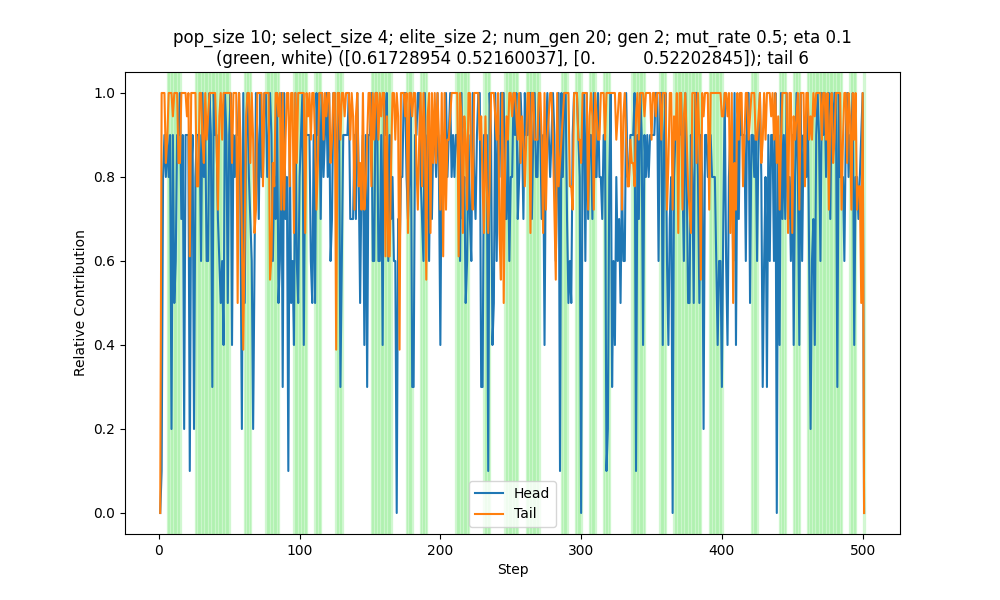 pop_size 10; select_size 4; elite_size 2; num_gen 20; gen 2; mut_rate 0.5; eta 0.1
(green, white) ([0.61728954 0.52160037], [0.         0.52202845]); tail 6
1.0
0.8
0.6
0.4
0.2
0.0
Relative Contribution
Head
Tail
0
100
200
300
400
500
Step